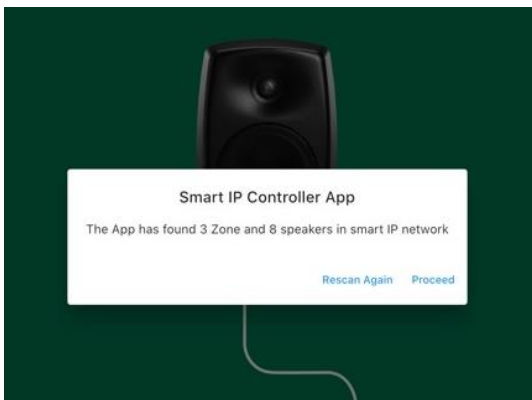 Smart IP Controller App
The App has found 3 Zone and 8 speakers in smart IP network
Rescan Again Proceed